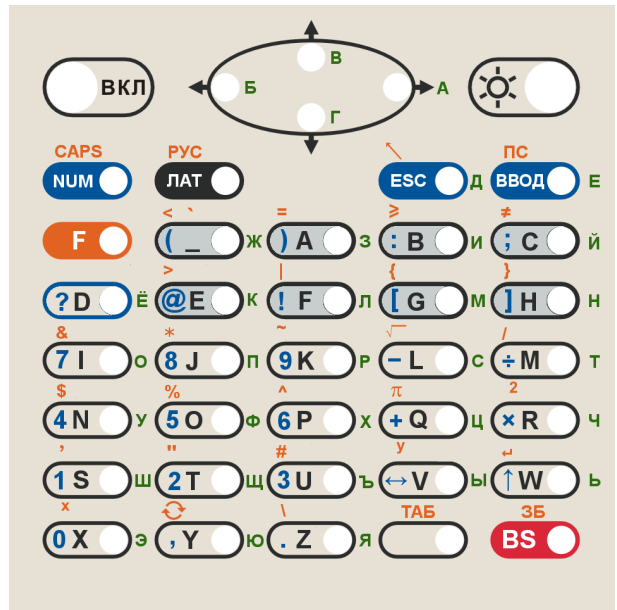 ВКЛ В
Б А
Г
CAPS РУС ↖ ПС
NUM ЛАТ ESC Д ВВОД Е
< ` = ⩾ ≠
F ( _ Ж ) A З : B И ; C Й
> | { }
? D Ё @ E К ! F Л [ G М ] H Н
& * ~ √ /
7 I О 8 J П 9 K Р − L С ÷ M Т
$ % ^ π 2
4 N У 5 O Ф 6 P Х + Q Ц × R Ч
’ " # y ↵
1 S Ш 2 T Щ 3 U Ъ ↔ V Ы ↑ W Ь
x \ ТАБ ЗБ
0 X Э , Y Ю . Z Я BS